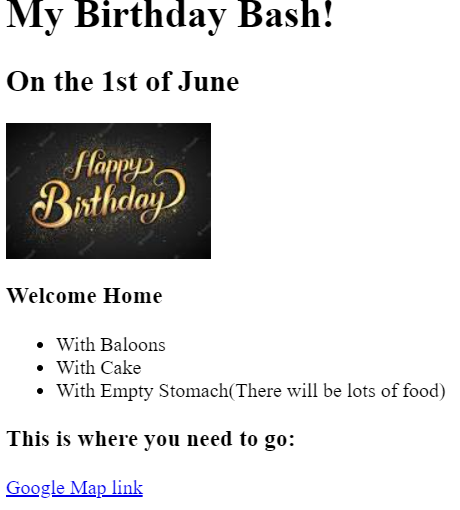 My Birthday Bash!
On the 1st of June
Happy
Birthday
Welcome Home
With Baloons
With Cake
With Empty Stomach(There will be lots of food)
This is where you need to go:
Google Map link